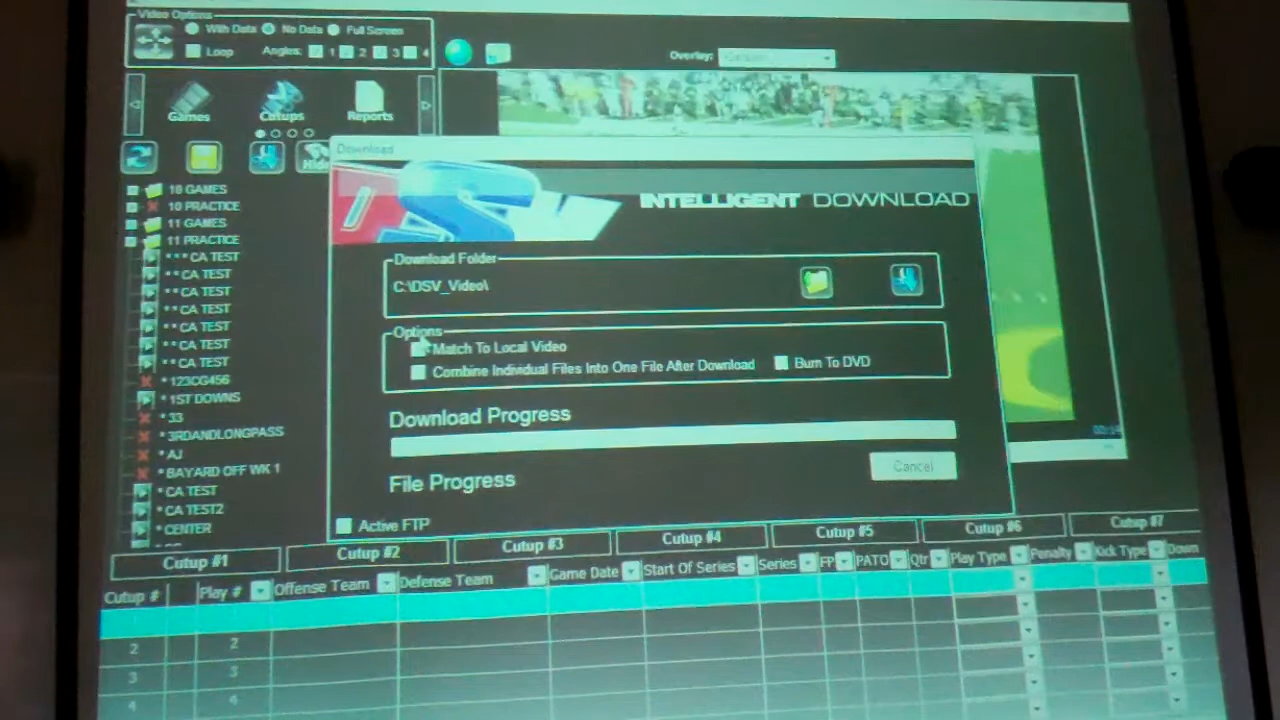 Video Options
With Data No Data Full Screen
Loop Angles: 1 2 3 4
Overlay:
Games Cutups Reports
Hide
Download
INTELLIGENT DOWNLOAD
10 GAMES
10 PRACTICE
11 GAMES
11 PRACTICE
* * * CA TEST
* * CA TEST
* * CA TEST
* * CA TEST
* * CA TEST
* * CA TEST
* * CA TEST
* 123CG456
* 1ST DOWNS
* 33
* 3RDANDLONGPASS
* AJ
* BAYARD OFF WK 1
* CA TEST
* CA TEST2
* CENTER
Download Folder
C:\DSV_Video\
Options
Match To Local Video
Combine Individual Files Into One File After Download Burn To DVD
Download Progress
Cancel
File Progress
Active FTP
Cutup #1 Cutup #2 Cutup #3 Cutup #4 Cutup #5 Cutup #6 Cutup #7
Cutup # Play # Offense Team Defense Team Game Date Start Of Series Series FP PATO Qtr Play Type Penalty Kick Type Down
2 2
3 3
4 4